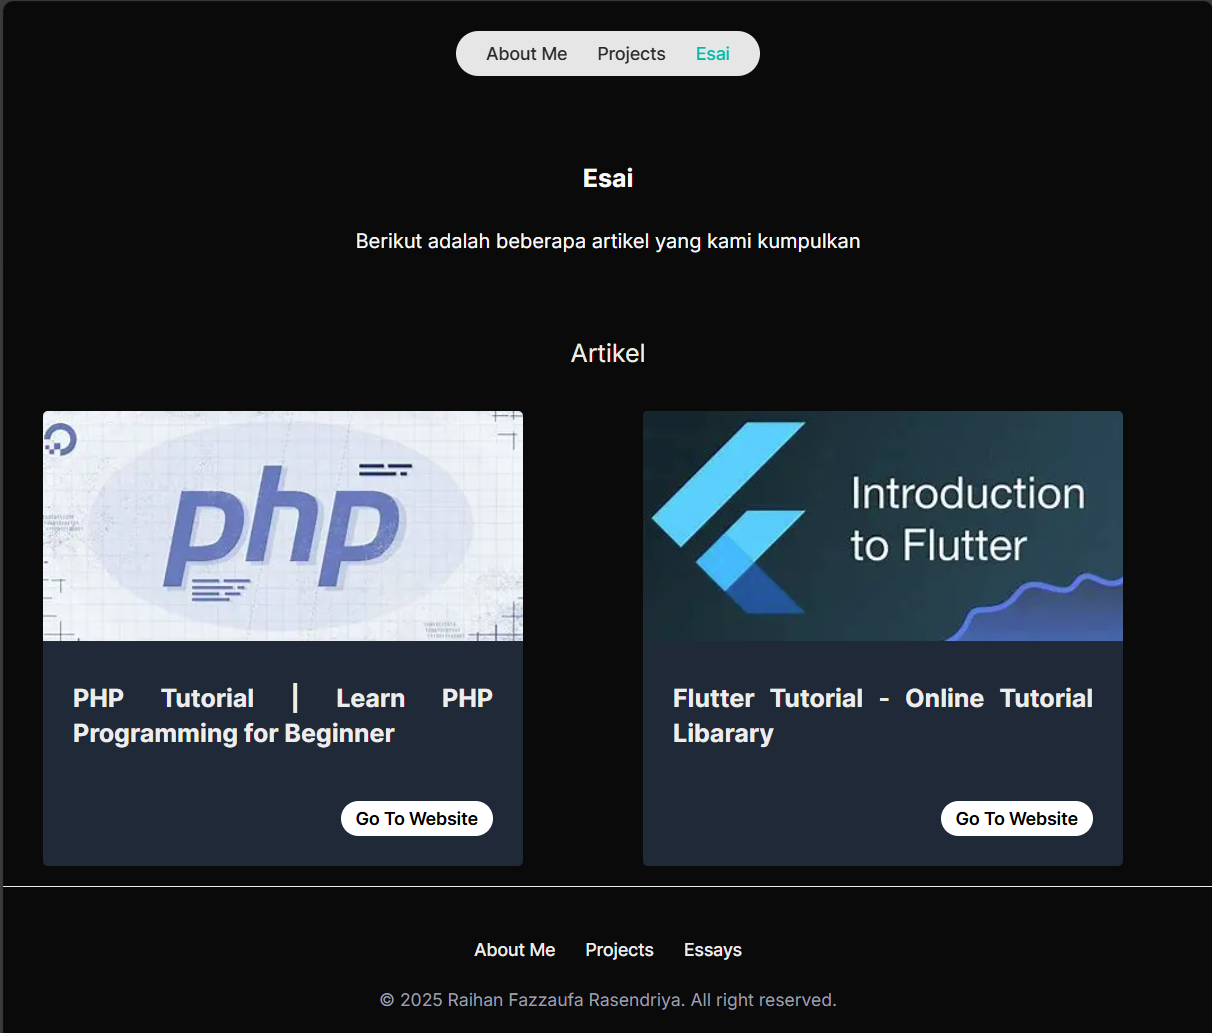 About Me Projects Esai
Esai
Berikut adalah beberapa artikel yang kami kumpulkan
Artikel
php
Introduction
to Flutter
PHP Tutorial | Learn PHP
Programming for Beginner
Flutter Tutorial - Online Tutorial
Libarary
Go To Website
Go To Website
About Me Projects Essays
© 2025 Raihan Fazzaufa Rasendriya. All right reserved.